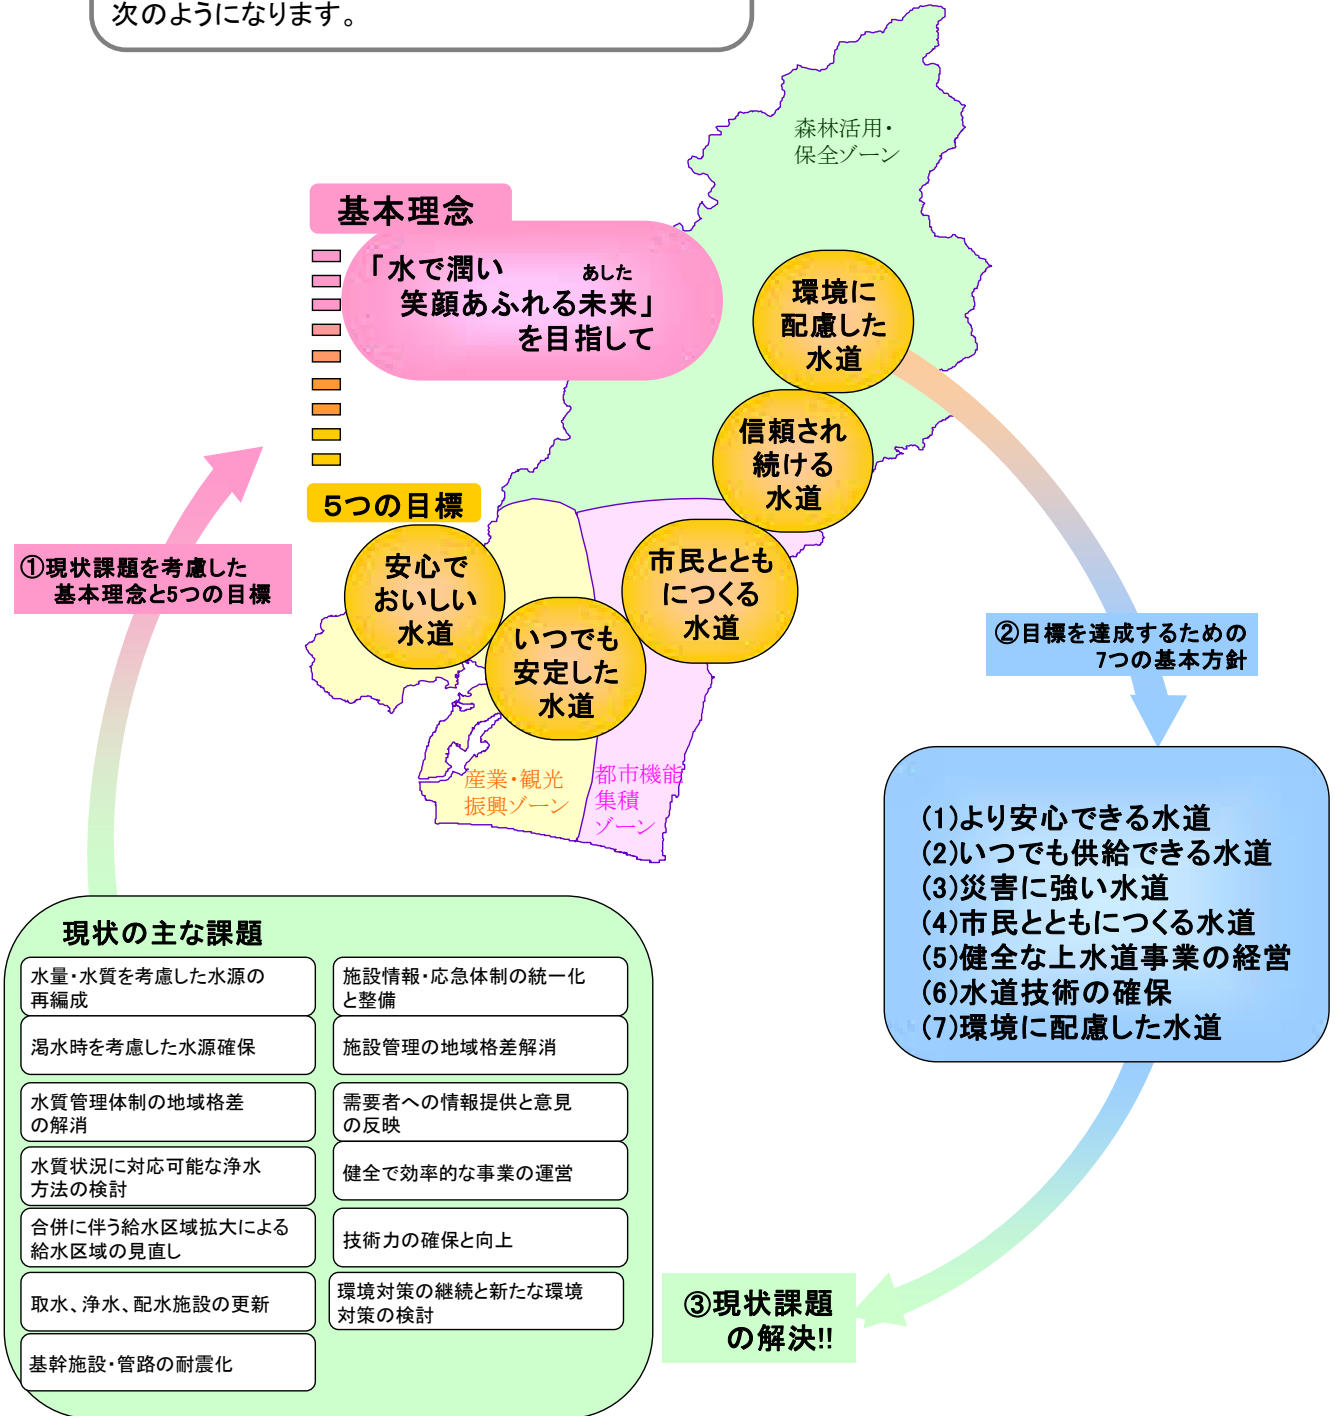 次のようになります。
森林活用・
保全ゾーン
基本理念
「水で潤い
あした
笑顔あふれる未来」
を目指して
環境に
配慮した
水道
信頼され
続ける
水道
5つの目標
安心で
おいしい
水道
いつでも
安定した
水道
市民ととも
につくる
水道
①現状課題を考慮した
基本理念と5つの目標
②目標を達成するための
7つの基本方針
産業・観光
振興ゾーン
都市機能
集積
ゾーン
(1)より安心できる水道
(2)いつでも供給できる水道
(3)災害に強い水道
(4)市民とともにつくる水道
(5)健全な上水道事業の経営
(6)水道技術の確保
(7)環境に配慮した水道
現状の主な課題
水量・水質を考慮した水源の
再編成
渇水時を考慮した水源確保
水質管理体制の地域格差
の解消
水質状況に対応可能な浄水
方法の検討
合併に伴う給水区域拡大による
給水区域の見直し
取水、浄水、配水施設の更新
基幹施設・管路の耐震化
施設情報・応急体制の統一化
と整備
施設管理の地域格差解消
需要者への情報提供と意見
の反映
健全で効率的な事業の運営
技術力の確保と向上
環境対策の継続と新たな環境
対策の検討
③現状課題
の解決!!